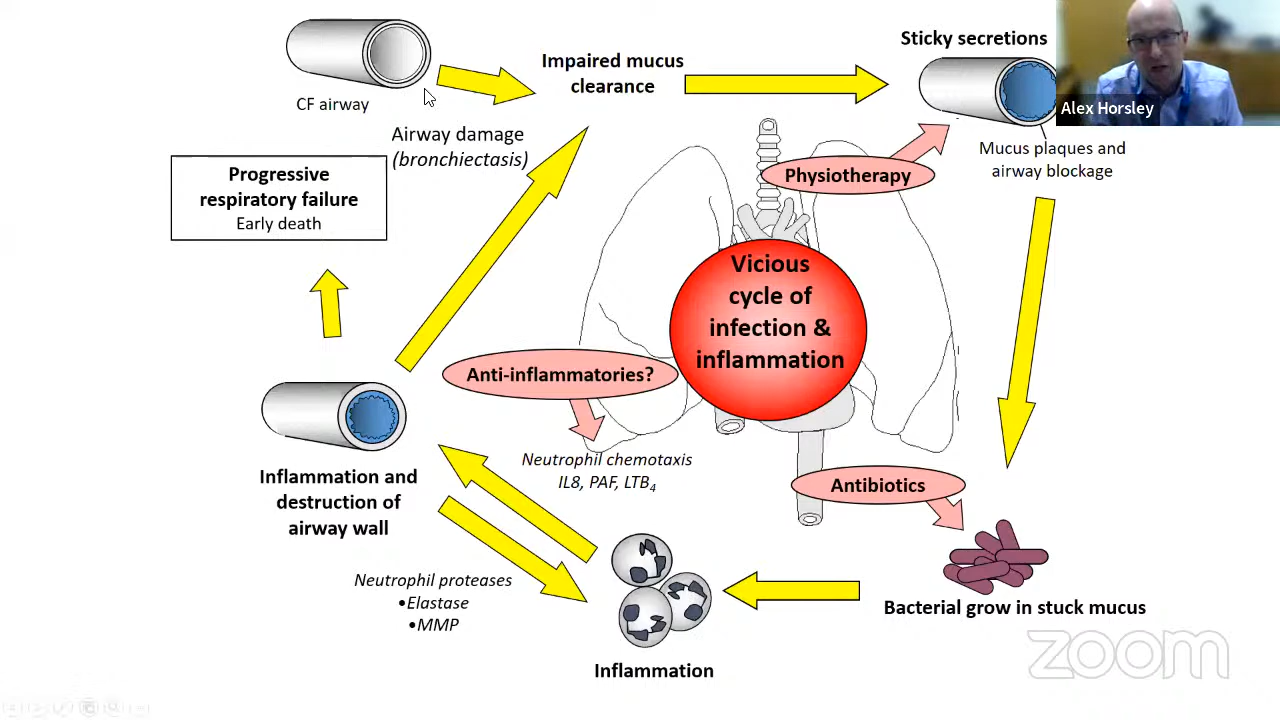 CF airway
Impaired mucus
clearance
Sticky secretions
Alex Horsley
Mucus plaques and
airway blockage
Airway damage
(bronchiectasis)
Progressive
respiratory failure
Early death
Physiotherapy
Vicious
cycle of
infection &
inflammation
Anti-inflammatories?
Neutrophil chemotaxis
IL8, PAF, LTB₄
Antibiotics
Inflammation and
destruction of
airway wall
Neutrophil proteases
•Elastase
•MMP
Bacterial grow in stuck mucus
Inflammation
zoom